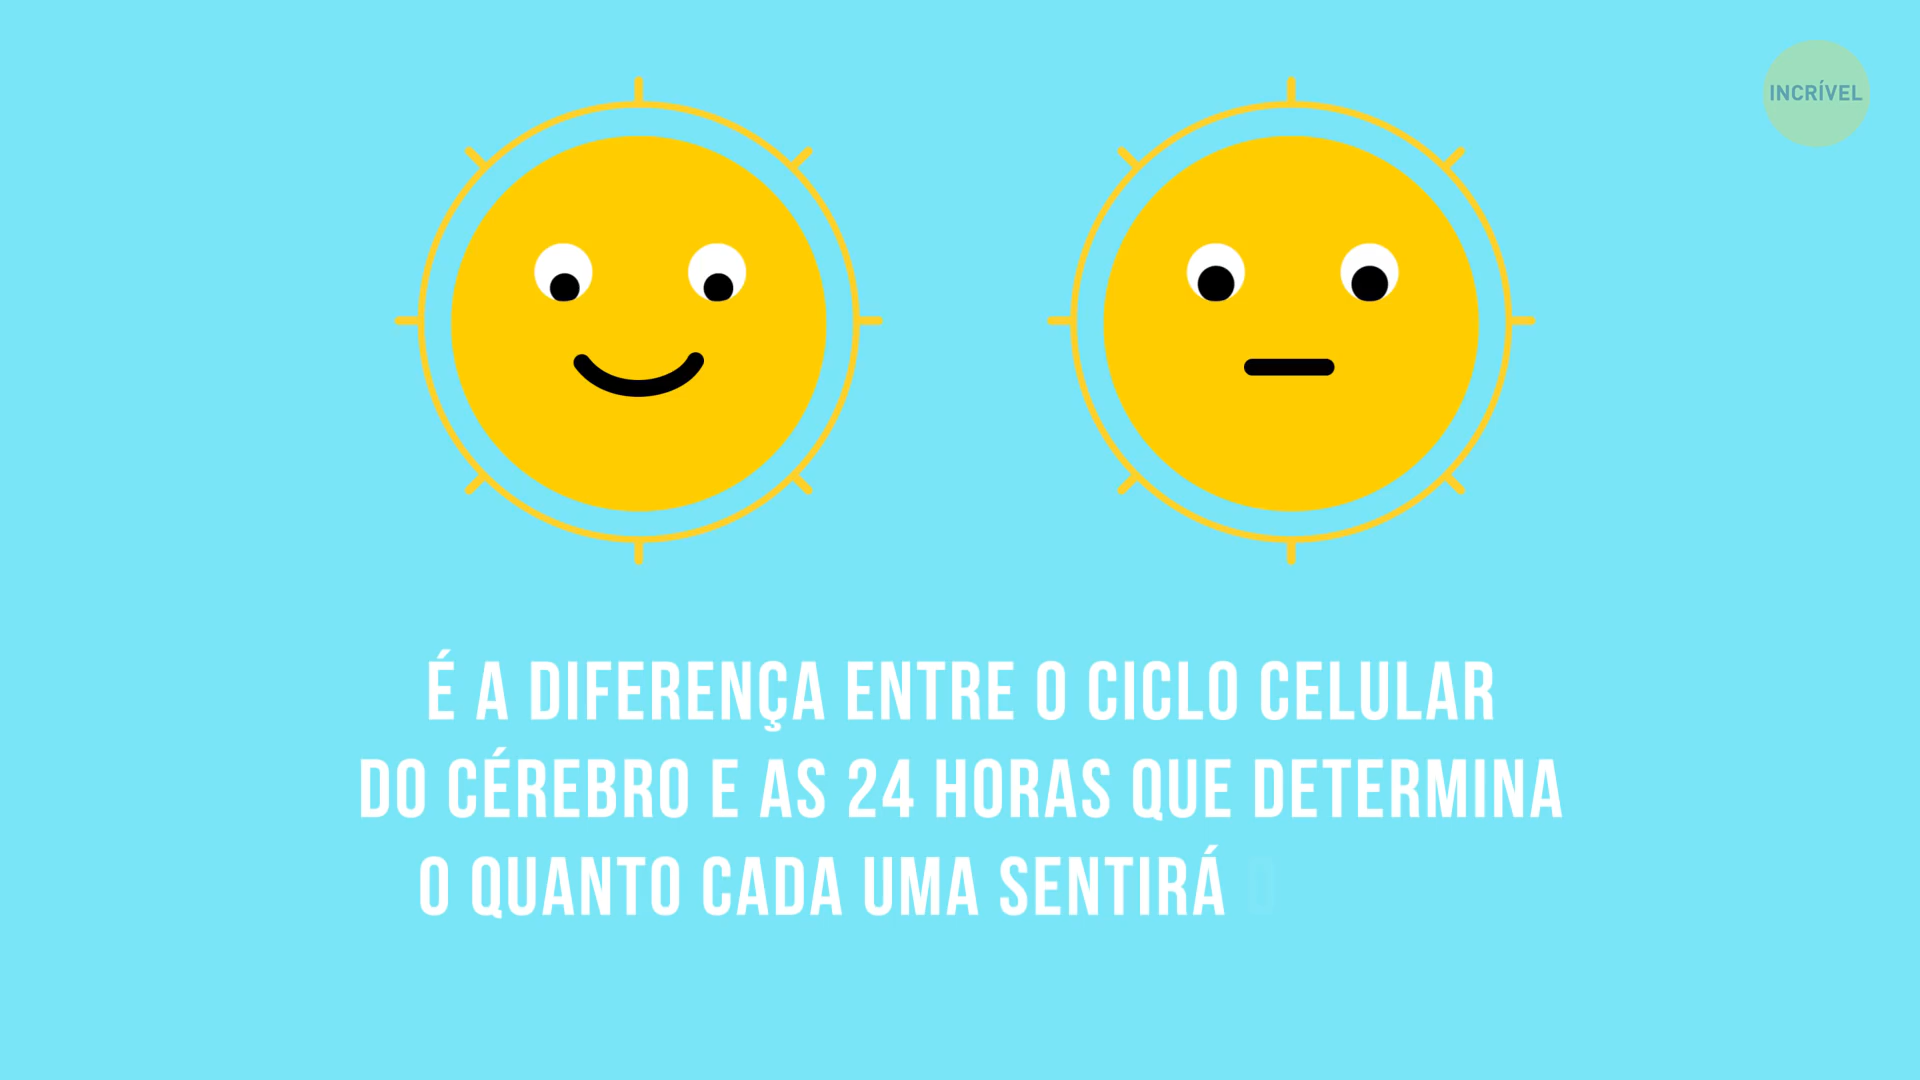 INCRÍVEL
É A DIFERENÇA ENTRE O CICLO CELULAR
DO CÉREBRO E AS 24 HORAS QUE DETERMINA
O QUANTO CADA UMA SENTIRÁ O